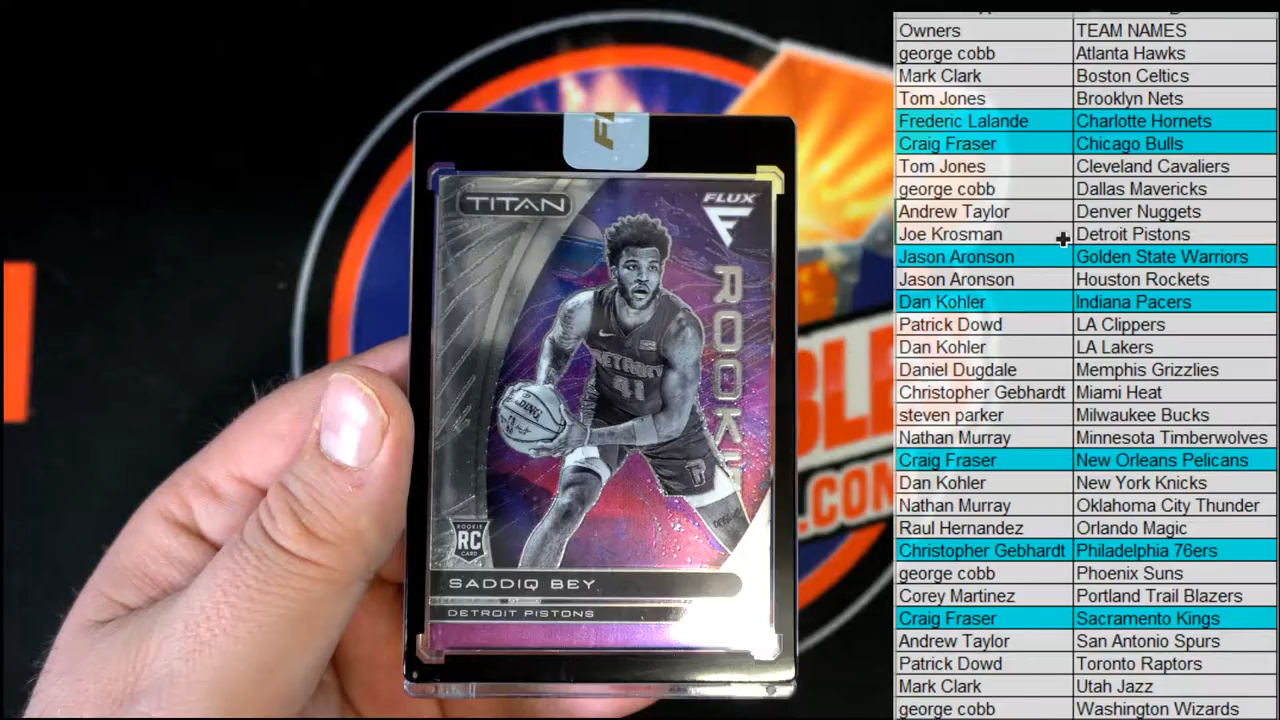 TITAN
FLUX
ROOKIE
DETROIT
41
SPALDING
ROOKIE
RC
CARD
SADDIQ BEY
DETROIT PISTONS
BLE
.COM
Owners TEAM NAMES
george cobb Atlanta Hawks
Mark Clark Boston Celtics
Tom Jones Brooklyn Nets
Frederic Lalande Charlotte Hornets
Craig Fraser Chicago Bulls
Tom Jones Cleveland Cavaliers
george cobb Dallas Mavericks
Andrew Taylor Denver Nuggets
Joe Krosman Detroit Pistons
Jason Aronson Golden State Warriors
Jason Aronson Houston Rockets
Dan Kohler Indiana Pacers
Patrick Dowd LA Clippers
Dan Kohler LA Lakers
Daniel Dugdale Memphis Grizzlies
Christopher Gebhardt Miami Heat
steven parker Milwaukee Bucks
Nathan Murray Minnesota Timberwolves
Craig Fraser New Orleans Pelicans
Dan Kohler New York Knicks
Nathan Murray Oklahoma City Thunder
Raul Hernandez Orlando Magic
Christopher Gebhardt Philadelphia 76ers
george cobb Phoenix Suns
Corey Martinez Portland Trail Blazers
Craig Fraser Sacramento Kings
Andrew Taylor San Antonio Spurs
Patrick Dowd Toronto Raptors
Mark Clark Utah Jazz
george cobb Washington Wizards